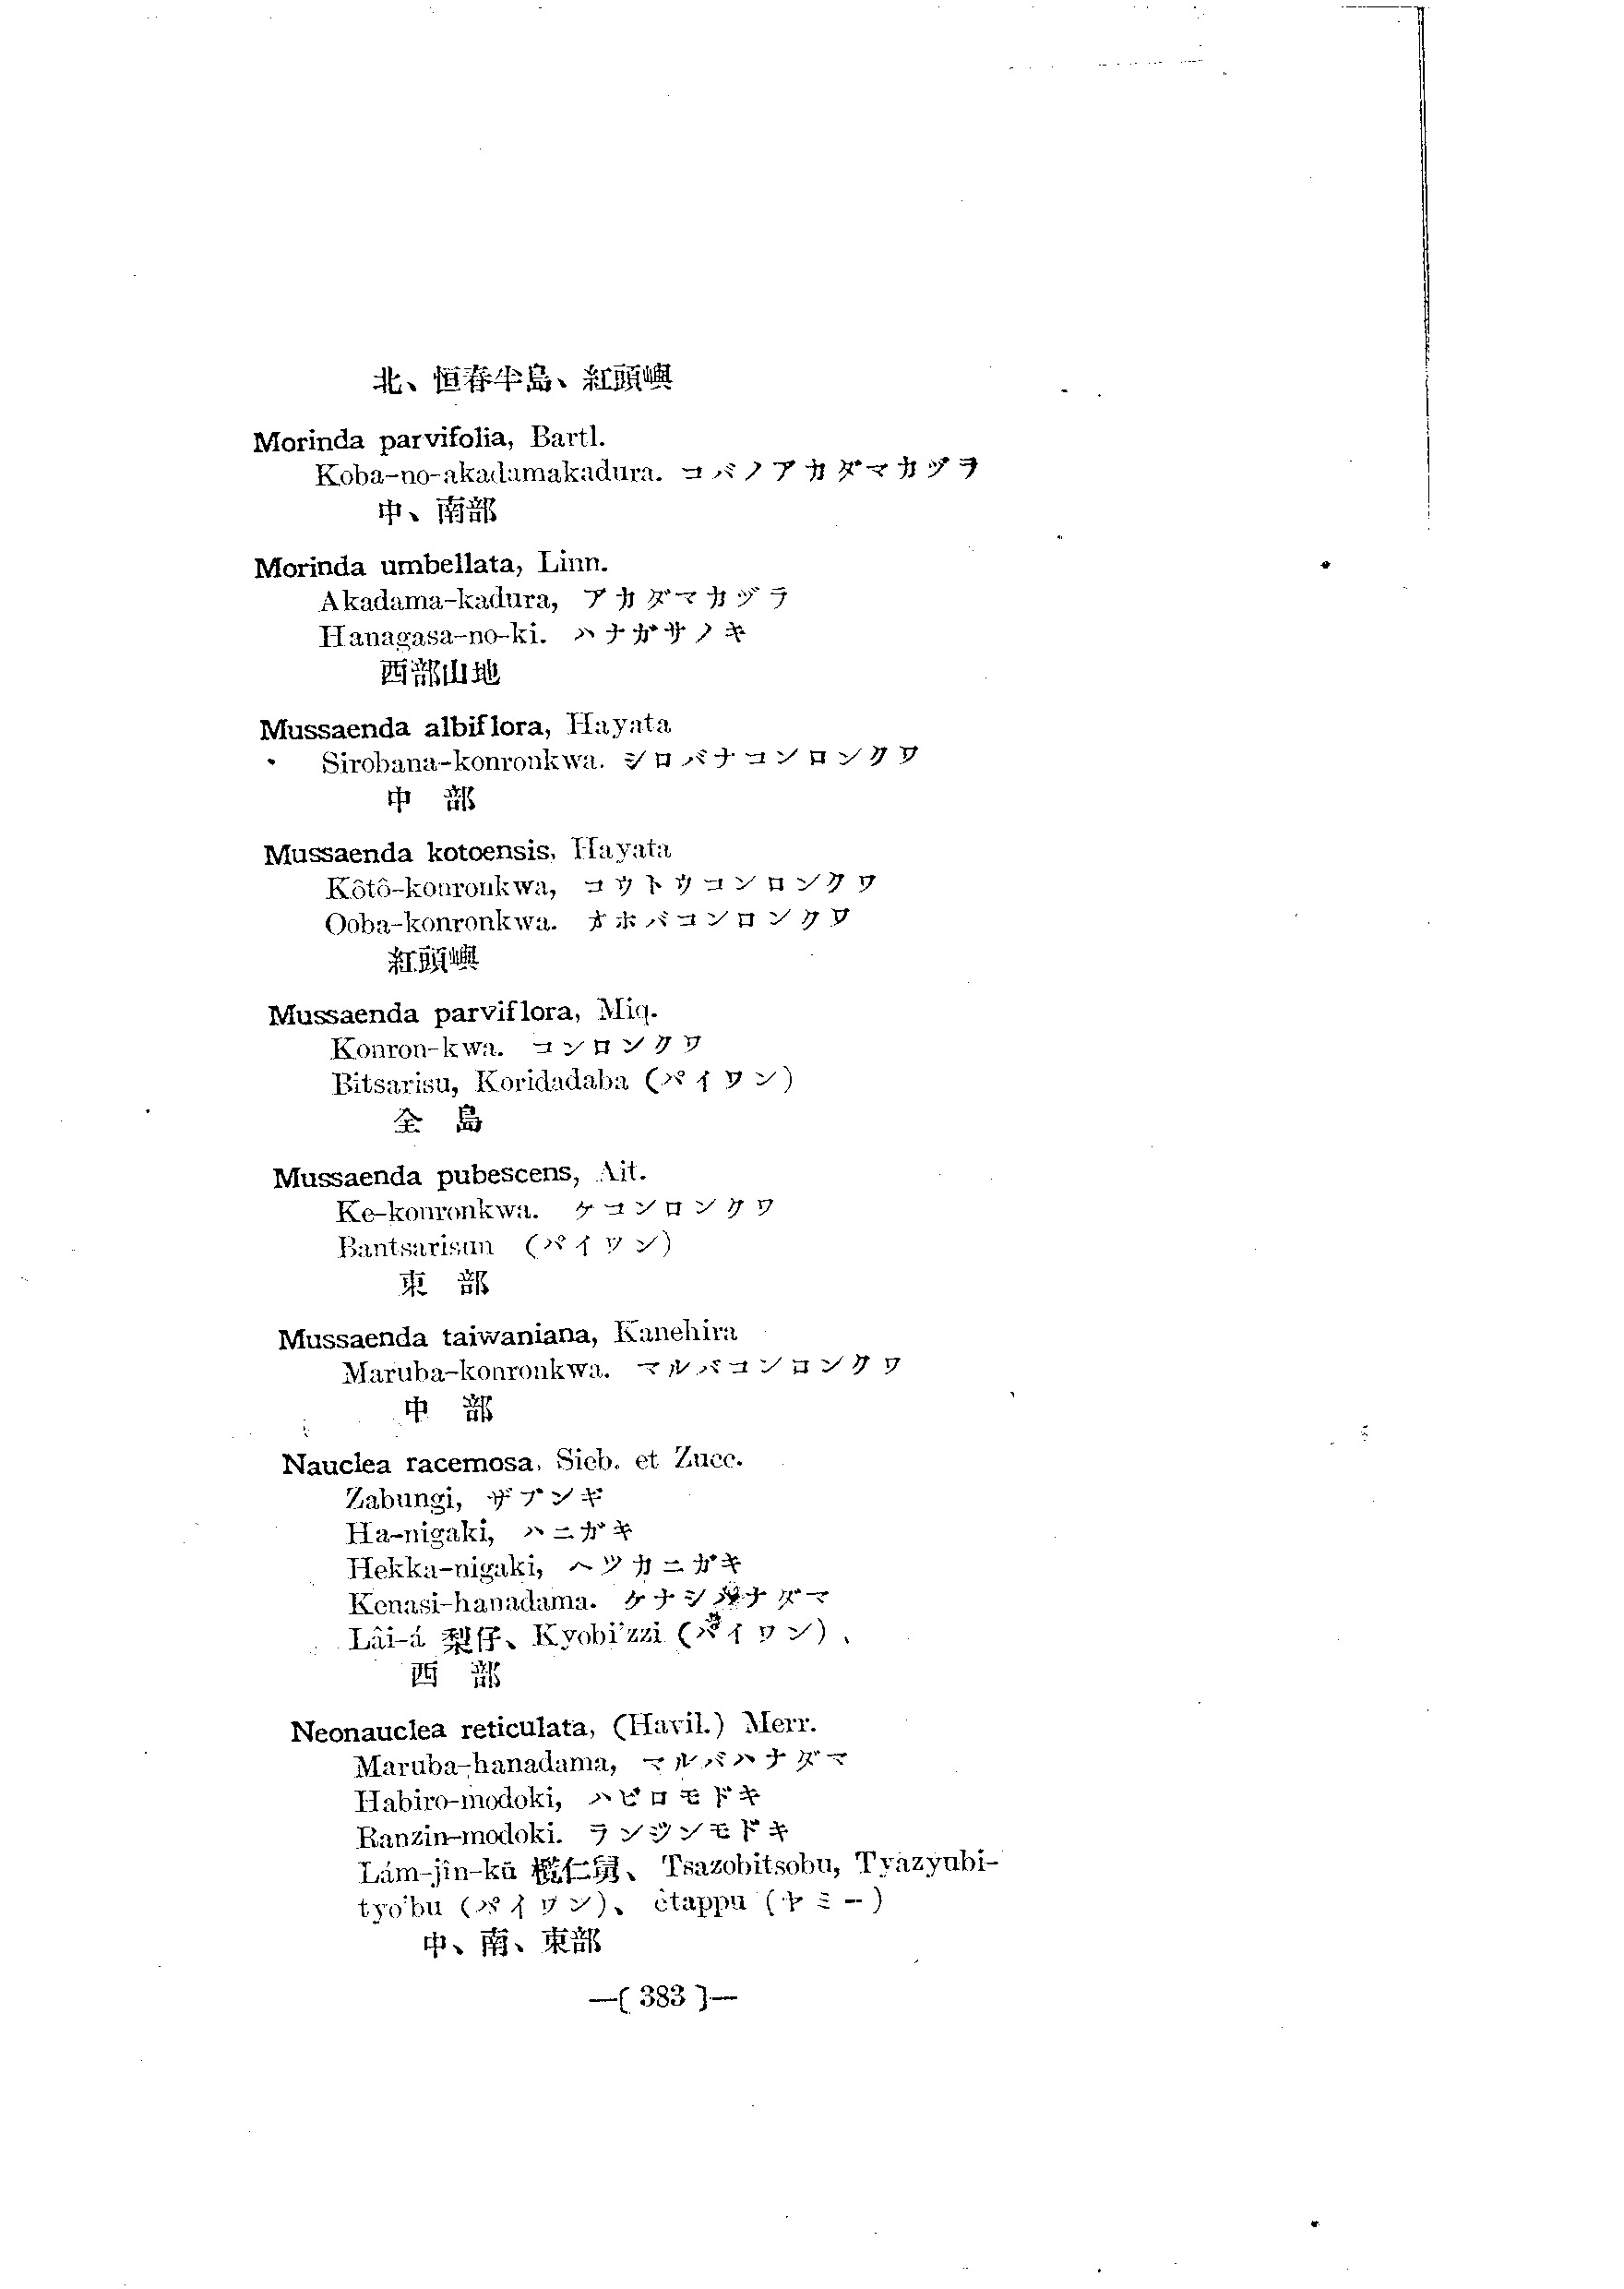 北、恒春半島、紅頭嶼
Morinda parvifolia, Bartl.
Koba-no-akadamakadura. コバノアカダマカヅラ
中、南部
Morinda umbellata, Linn.
Akadama-kadura, アカダマカヅラ
Hanagasa-no-ki. ハナガサノキ
西部山地
Mussaenda albiflora, Hayata
Sirobana-konronkwa. シロバナコンロンクワ
中 部
Mussaenda kotoensis, Hayata
Kôtô-konronkwa, コウトウコンロンクワ
Ooba-konronkwa. オホバコンロンクワ
紅頭嶼
Mussaenda parviflora, Miq.
Konron-kwa. コンロンクワ
Bitsarisu, Koridadaba (パイワン)
全 島
Mussaenda pubescens, Ait.
Ke-konronkwa. ケコンロンクワ
Bantsarisun (パイワン)
東 部
Mussaenda taiwaniana, Kanehira
Maruba-konronkwa. マルバコンロンクワ
中 部
Nauclea racemosa, Sieb. et Zucc.
Zabungi, ザブンギ
Ha-nigaki, ハニガキ
Hekka-nigaki, ヘツカニガキ
Kenasi-hanadama. ケナシハナダマ
Lâi-á 梨仔、Kyobi'zzi (パイワン)、
西 部
Neonauclea reticulata, (Havil.) Merr.
Maruba-hanadama, マルバハナダマ
Habiro-modoki, ハビロモドキ
Ranzin-modoki. ランジンモドキ
Lám-jîn-kū 欖仁舅、 Tsazobitsobu, Tyazyubi-
tyo'bu (パイワン)、 êtappu (ヤミー)
中、南、東部
—( 383 )—